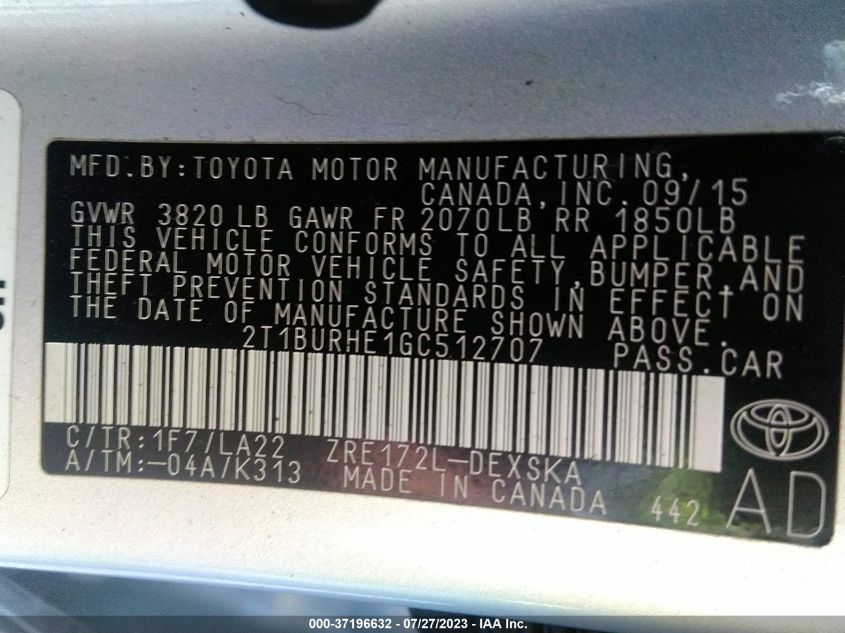 MFD.BY:TOYOTA MOTOR MANUFACTURING,
CANADA,INC. 09/15
GVWR 3820 LB GAWR FR 2070LB RR 1850LB
THIS VEHICLE CONFORMS TO ALL APPLICABLE
FEDERAL MOTOR VEHICLE SAFETY,BUMPER,AND
THEFT PREVENTION STANDARDS IN EFFECT ON
THE DATE OF MANUFACTURE SHOWN ABOVE.
2T1BURHE1GC512707 PASS.CAR
C/TR:1F7/LA22 ZRE172L-DEXSKA
A/TM:-04A/K313 MADE IN CANADA 442 AD
000-37196632 / 07/27/2023 - IAA Inc.